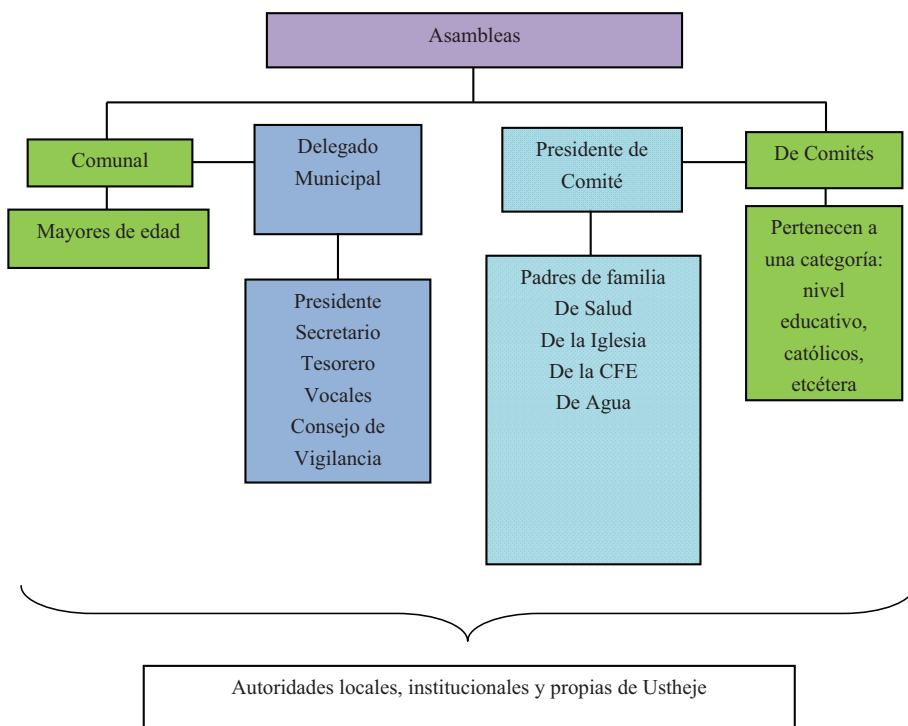 Asambleas
Comunal
Delegado
Municipal
Presidente de
Comité
De Comités
Mayores de edad
Presidente
Secretario
Tesorero
Vocales
Consejo de
Vigilancia
Padres de familia
De Salud
De la Iglesia
De la CFE
De Agua
Pertenecen a
una categoría:
nivel
educativo,
católicos,
etcétera
Autoridades locales, institucionales y propias de Ustheje